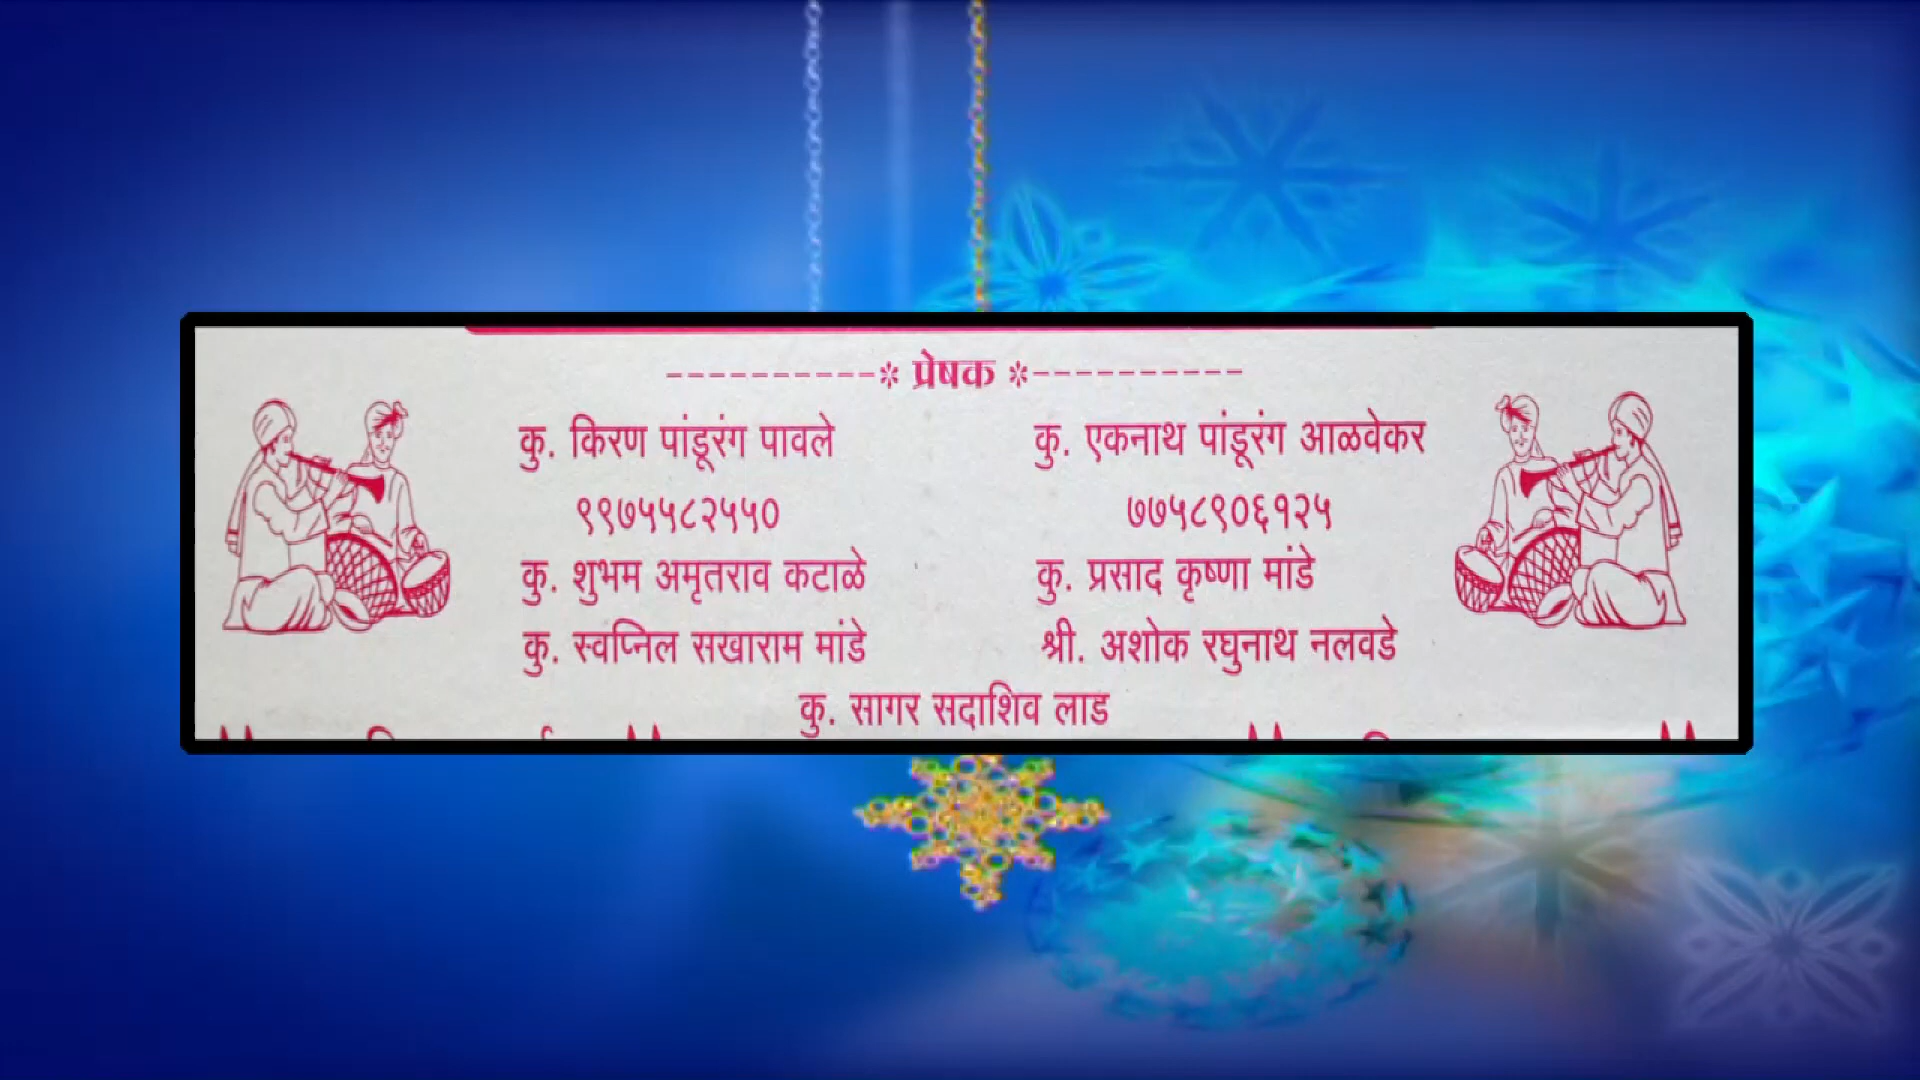 ----------* प्रेषक *----------
कु. किरण पांडूरंग पावले कु. एकनाथ पांडूरंग आळवेकर
९९७५५८२५५० ७७५८९०६१२५
कु. शुभम अमृतराव कटाळे कु. प्रसाद कृष्णा मांडे
कु. स्वप्निल सखाराम मांडे श्री. अशोक रघुनाथ नलवडे
कु. सागर सदाशिव लाड